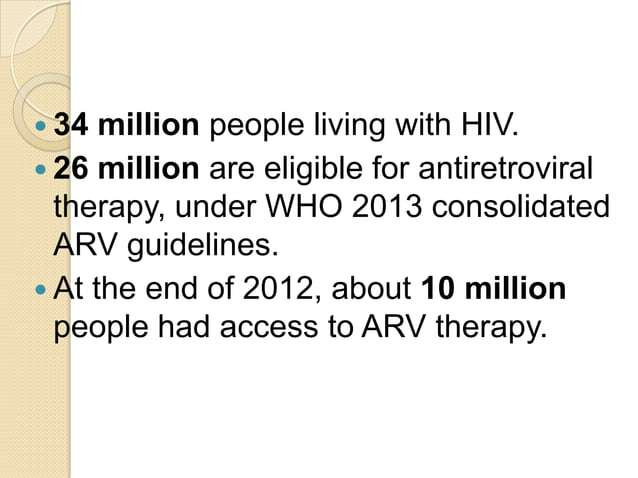 • 34 million people living with HIV.
• 26 million are eligible for antiretroviral
therapy, under WHO 2013 consolidated
ARV guidelines.
• At the end of 2012, about 10 million
people had access to ARV therapy.